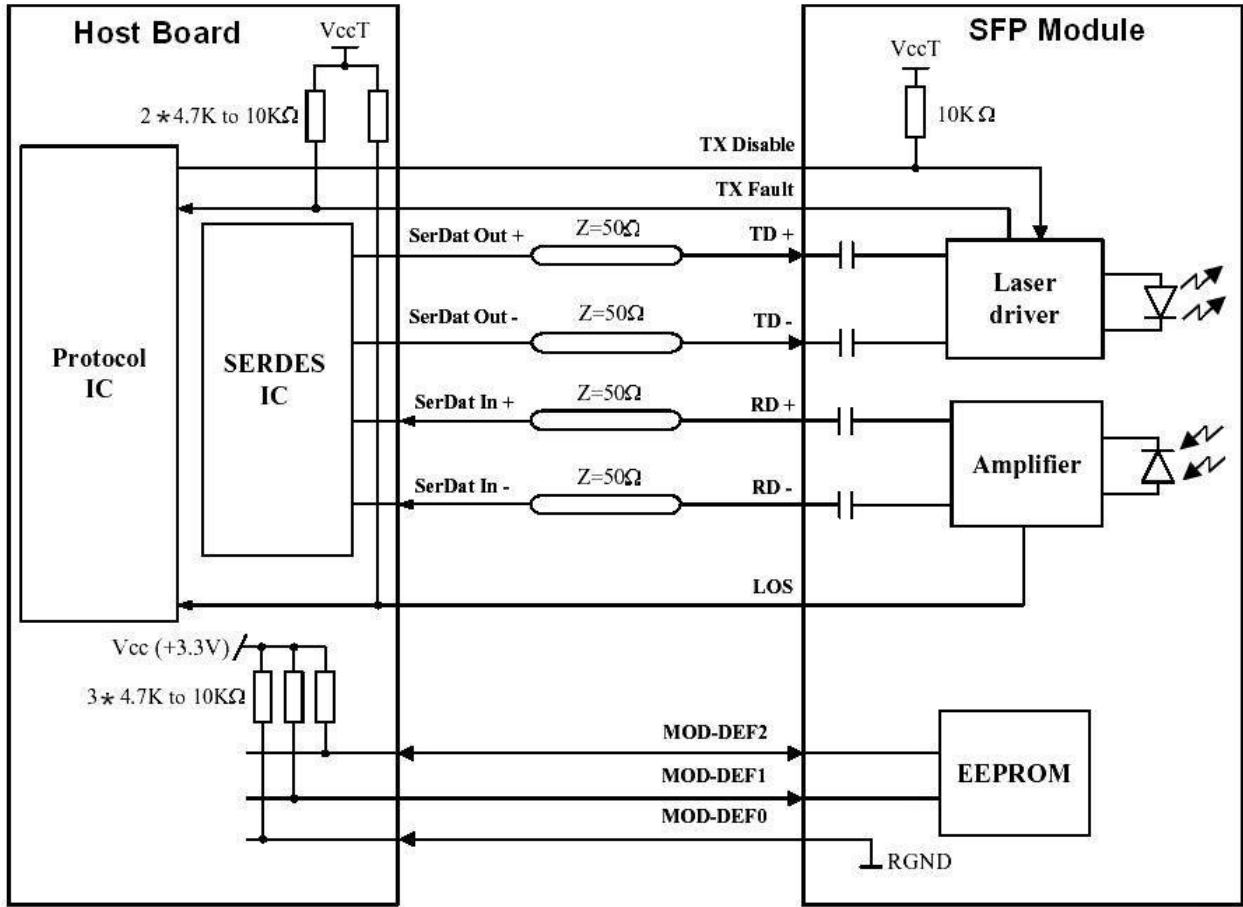 Host Board
SFP Module
VccT
VccT
2*4.7K to 10KΩ
10K Ω
TX Disable
TX Fault
SerDat Out +
Z=50Ω
TD +
Laser
driver
SerDat Out -
Z=50Ω
TD -
Protocol
IC
SERDES
IC
SerDat In +
Z=50Ω
RD +
Amplifier
SerDat In -
Z=50Ω
RD -
LOS
Vcc (+3.3V)
3*4.7K to 10KΩ
MOD-DEF2
EEPROM
MOD-DEF1
MOD-DEF0
RGND